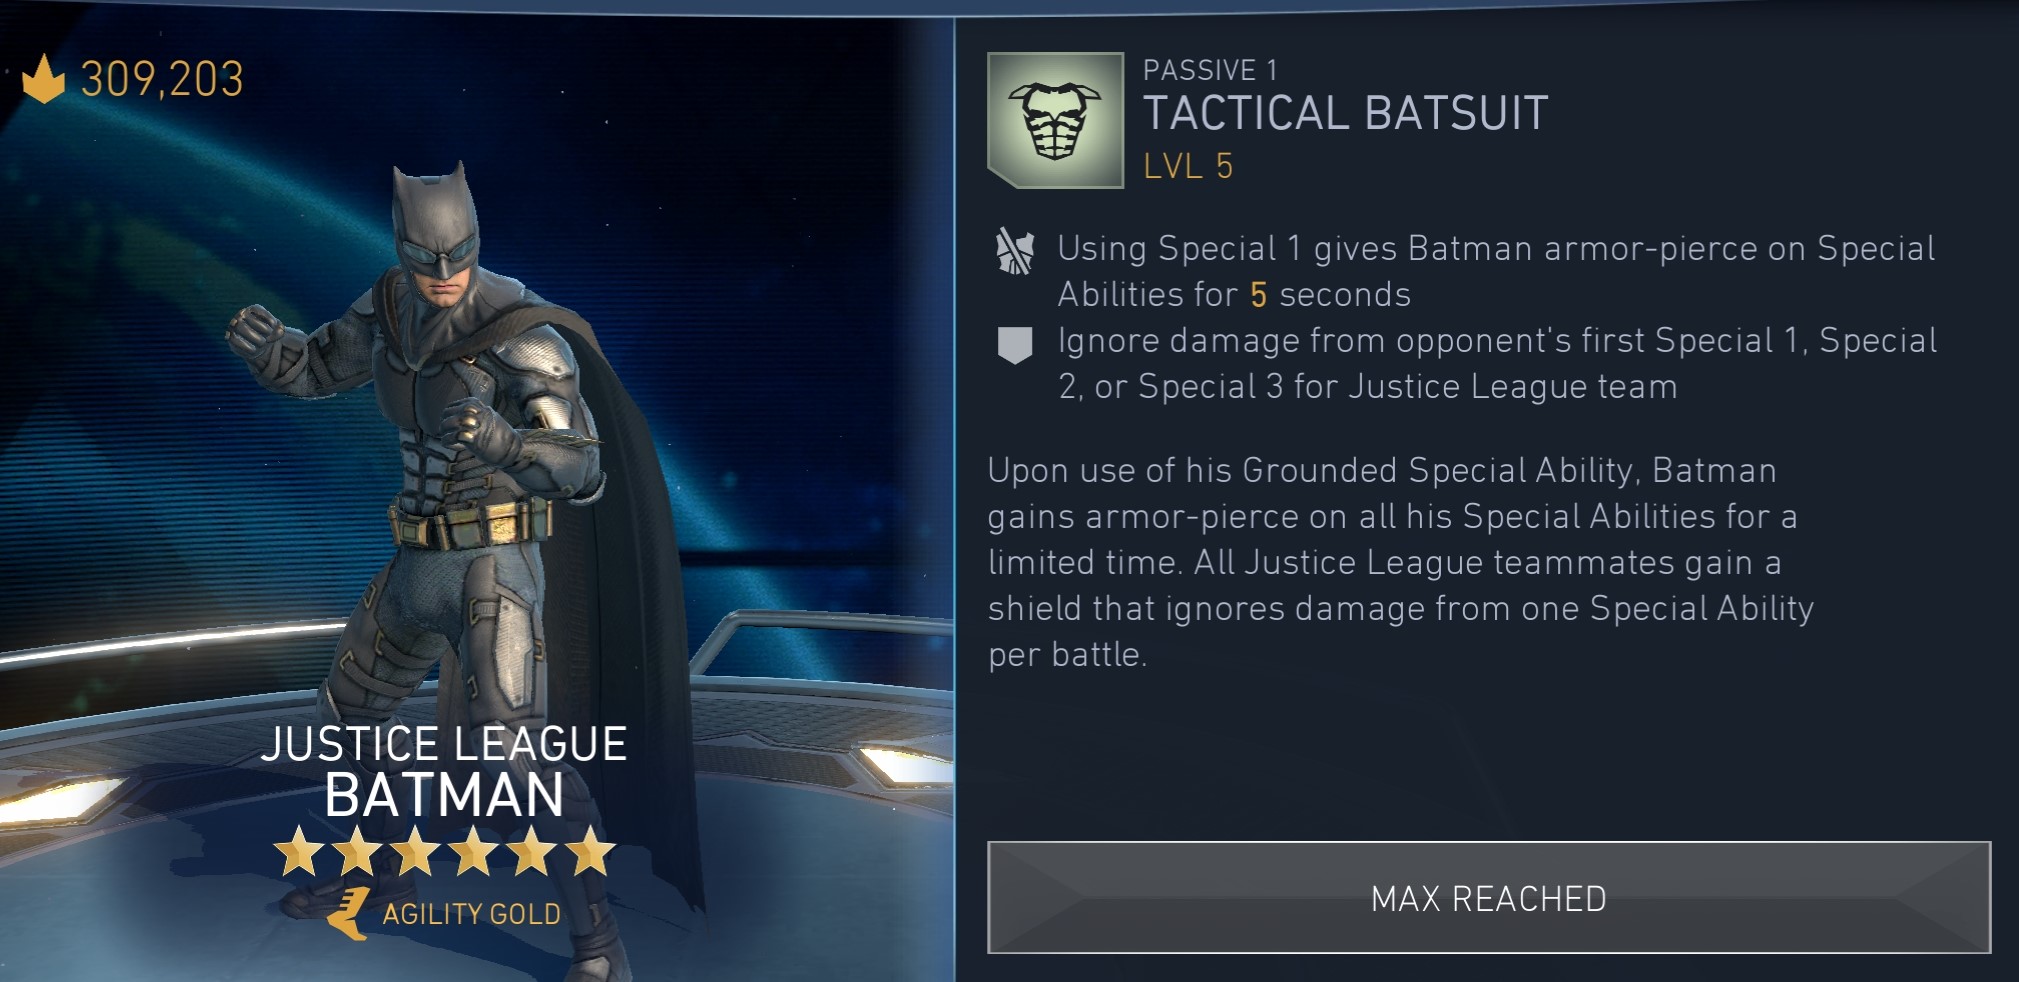 309,203
JUSTICE LEAGUE
BATMAN
AGILITY GOLD
PASSIVE 1
TACTICAL BATSUIT
LVL 5
Using Special 1 gives Batman armor-pierce on Special
Abilities for 5 seconds
Ignore damage from opponent's first Special 1, Special
2, or Special 3 for Justice League team
Upon use of his Grounded Special Ability, Batman
gains armor-pierce on all his Special Abilities for a
limited time. All Justice League teammates gain a
shield that ignores damage from one Special Ability
per battle.
MAX REACHED